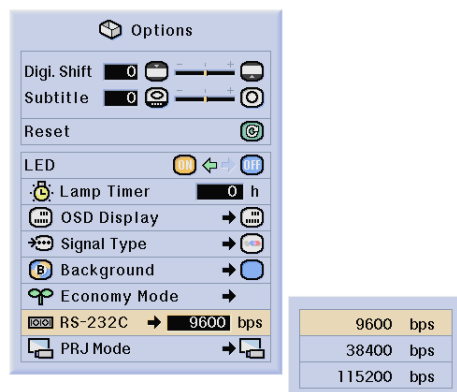 Options
Digi. Shift 0 - +
Subtitle 0 - +
Reset
LED ON OFF
Lamp Timer 0 h
OSD Display
Signal Type
B Background
Economy Mode
RS-232C 9600 bps
PRJ Mode
9600 bps
38400 bps
115200 bps